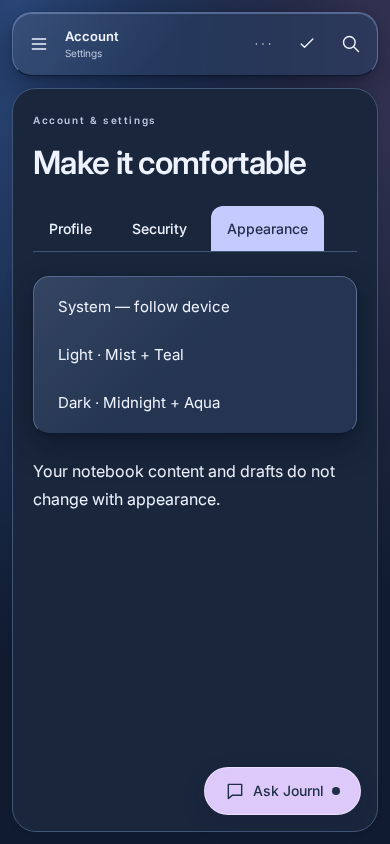 Account
Settings
...
Account & settings
Make it comfortable
Profile
Security
Appearance
System — follow device
Light · Mist + Teal
Dark · Midnight + Aqua
Your notebook content and drafts do not
change with appearance.
Ask Journl